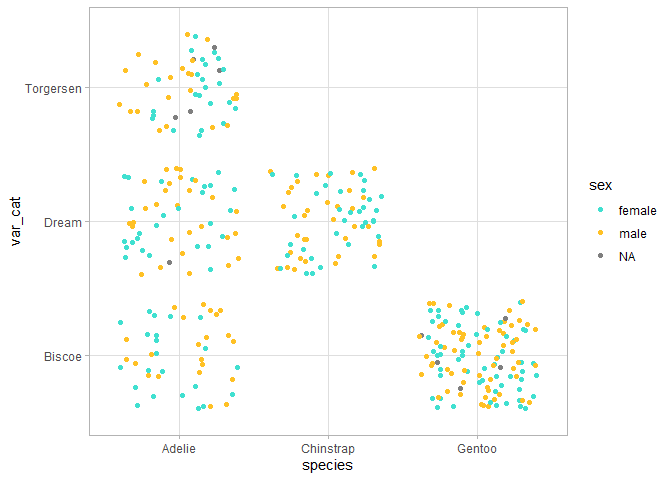 Torgersen
Dream
Biscoe
var_cat
Adelie
Chinstrap
Gentoo
species
sex
female
male
NA